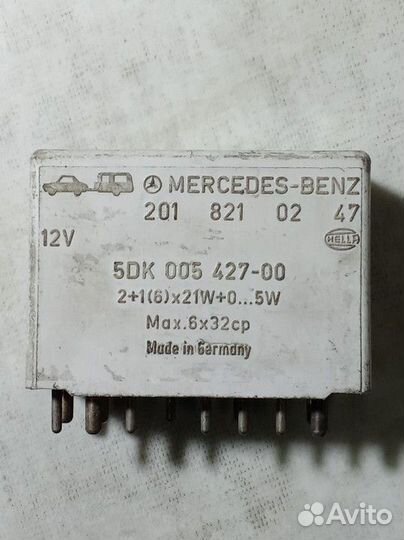 MERCEDES-BENZ
201 821 02 47
12V
HELLA
5DK 005 427-00
2+1(6)x21W+0...5W
Max.6x32cp
Made in Germany
Avito